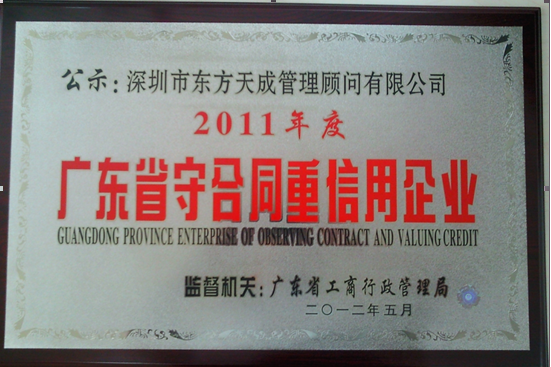 公示：深圳市东方天成管理顾问有限公司
2011年度
广东省守合同重信用企业
GUANGDONG PROVINCE ENTERPRISE OF OBSERVING CONTRACT AND VALUING CREDIT
监督机关：广东省工商行政管理局
二〇一二年五月